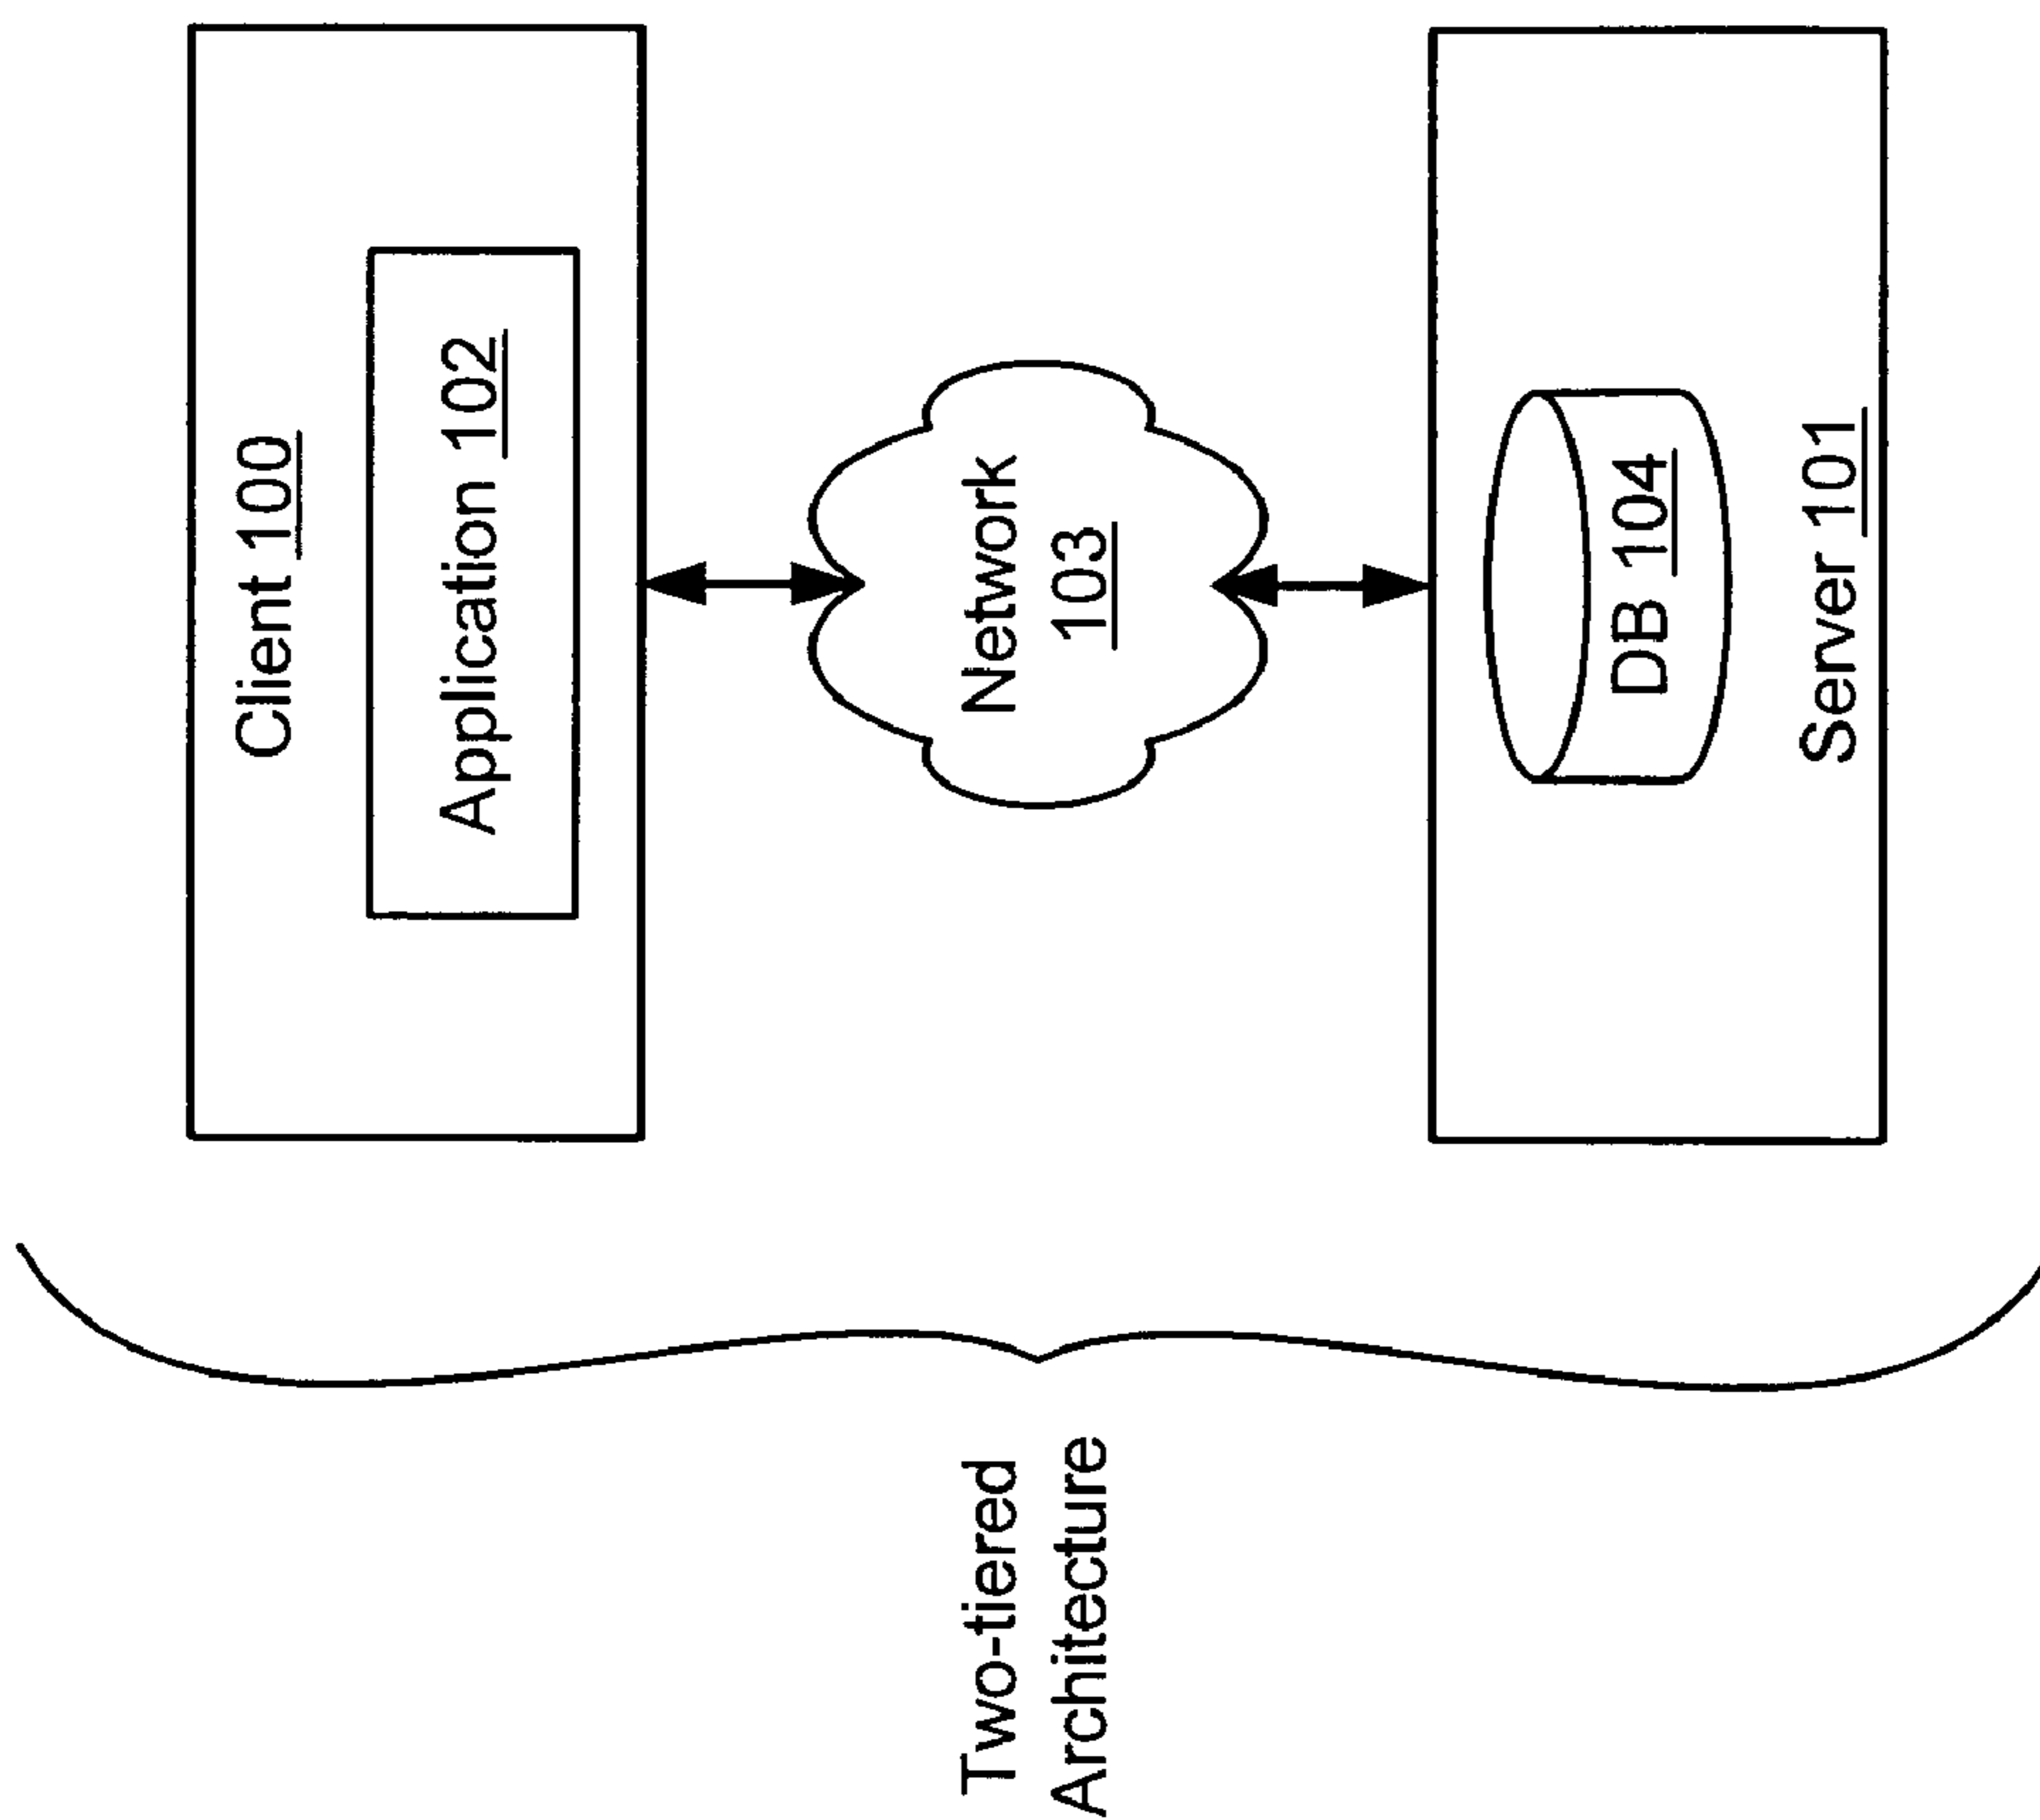 Client 100
Application 102
Network
103
DB 104
Server 101
Two-tiered
Architecture